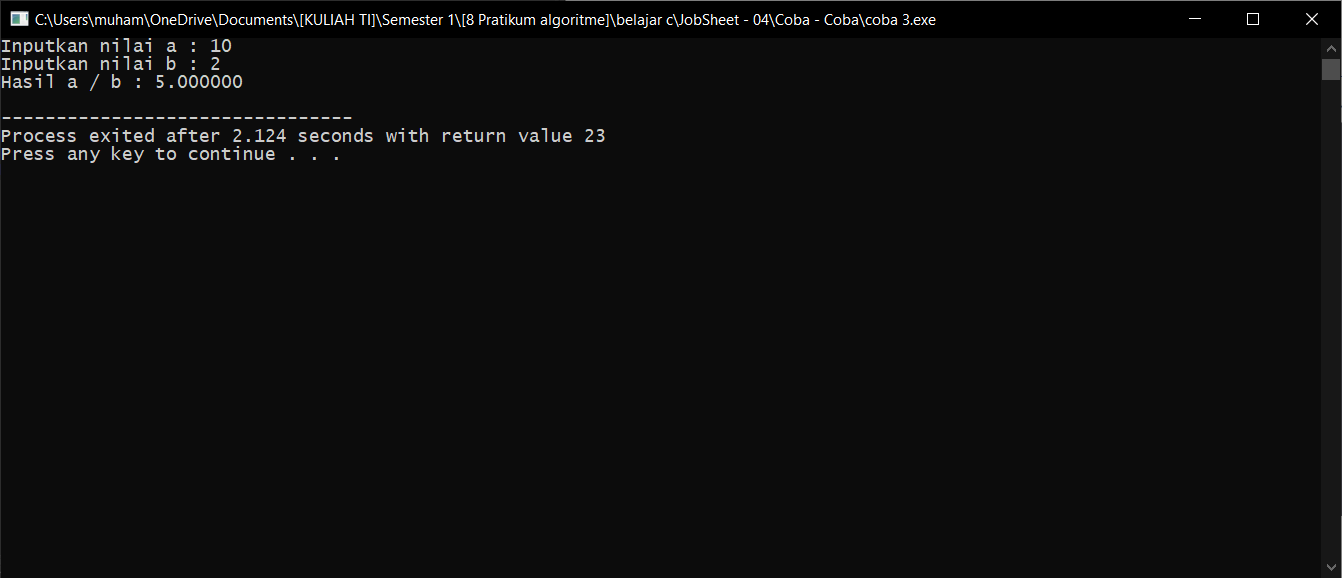 C:\Users\muham\OneDrive\Documents\[KULIAH TI]\Semester 1\[8 Pratikum algoritme]\belajar c\JobSheet - 04\Coba - Coba\coba 3.exe
Inputkan nilai a : 10
Inputkan nilai b : 2
Hasil a / b : 5.000000
--------------------------------
Process exited after 2.124 seconds with return value 23
Press any key to continue . . .